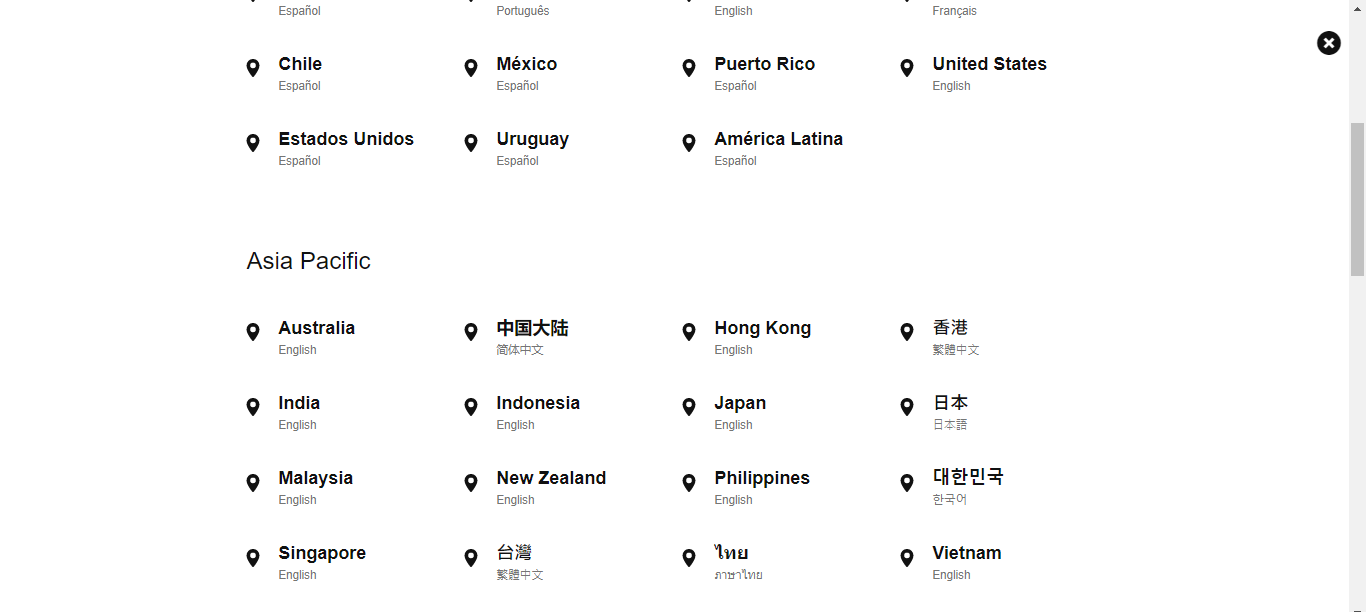 Español
Português
English
Français
Chile
México
Puerto Rico
United States
Español
Español
Español
English
Estados Unidos
Uruguay
América Latina
Español
Español
Español
Asia Pacific
Australia
中国大陆
Hong Kong
香港
English
简体中文
English
繁體中文
India
Indonesia
Japan
日本
English
English
English
日本語
Malaysia
New Zealand
Philippines
대한민국
English
English
English
한국어
Singapore
台灣
ไทย
Vietnam
English
繁體中文
ภาษาไทย
English